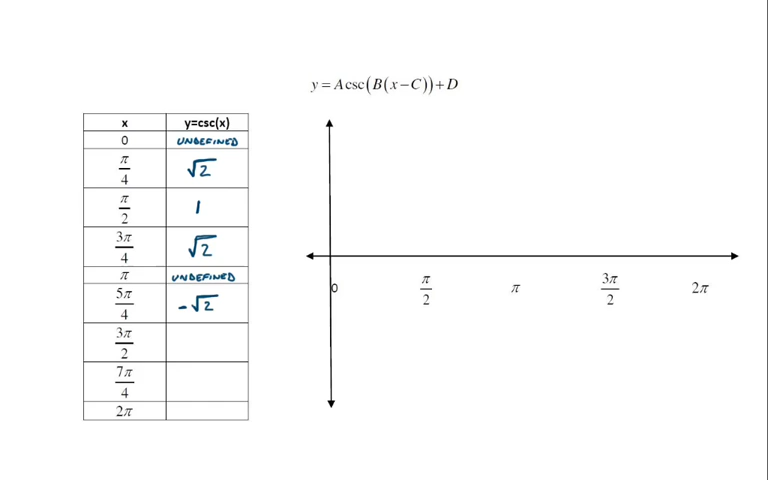 y = A csc(B(x−C)) + D
x y=csc(x)
0 UNDEFINED
π/4 √2
π/2 1
3π/4 √2
π UNDEFINED
5π/4 -√2
3π/2
7π/4
2π
0 π/2 π 3π/2 2π